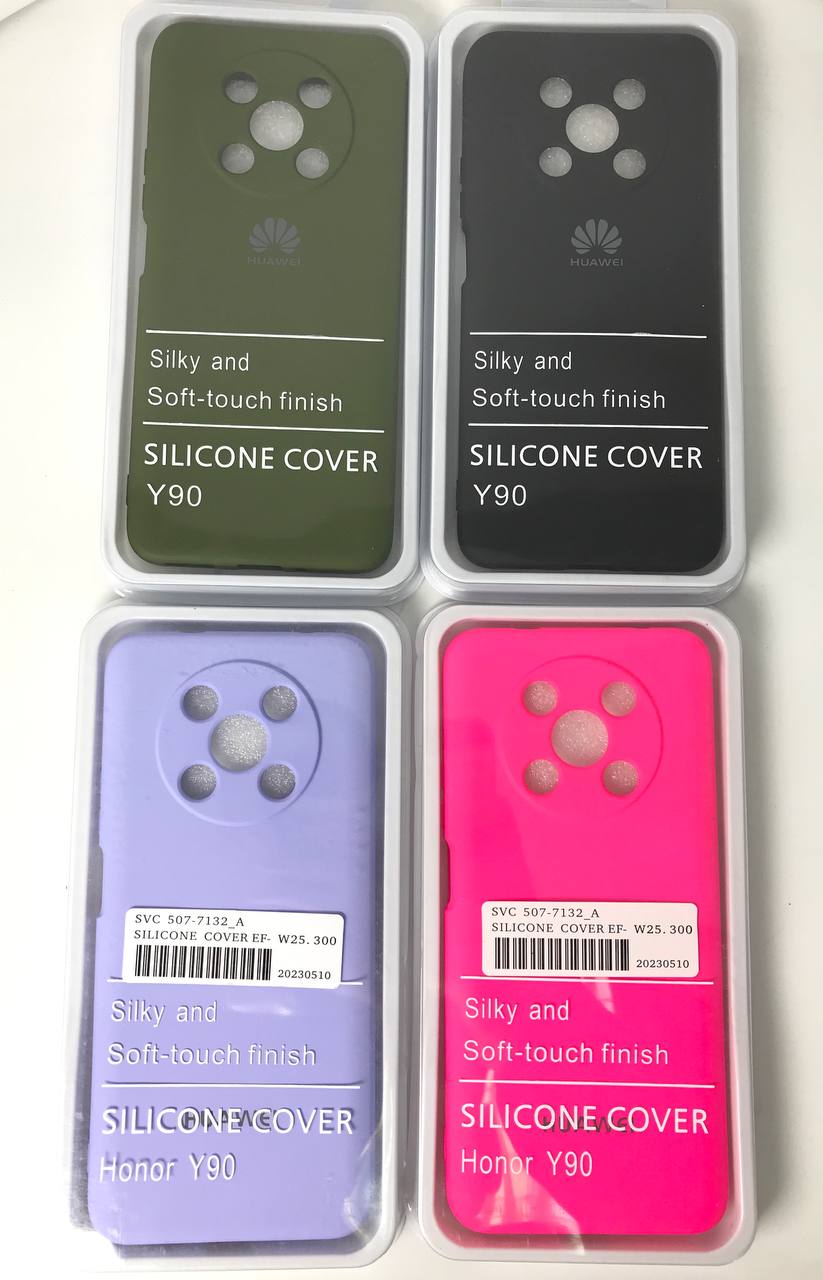 HUAWEI
Silky and
Soft-touch finish
SILICONE COVER
Y90
HUAWEI
Silky and
Soft-touch finish
SILICONE COVER
Y90
SVC 507-7132_A
SILICONE COVER EF- W25.300
20230510
Silky and
Soft-touch finish
SILICONE COVER
HUAWEI
Honor Y90
SVC 507-7132_A
SILICONE COVER EF- W25.300
20230510
Silky and
Soft-touch finish
SILICONE COVER
HUAWEI
Honor Y90